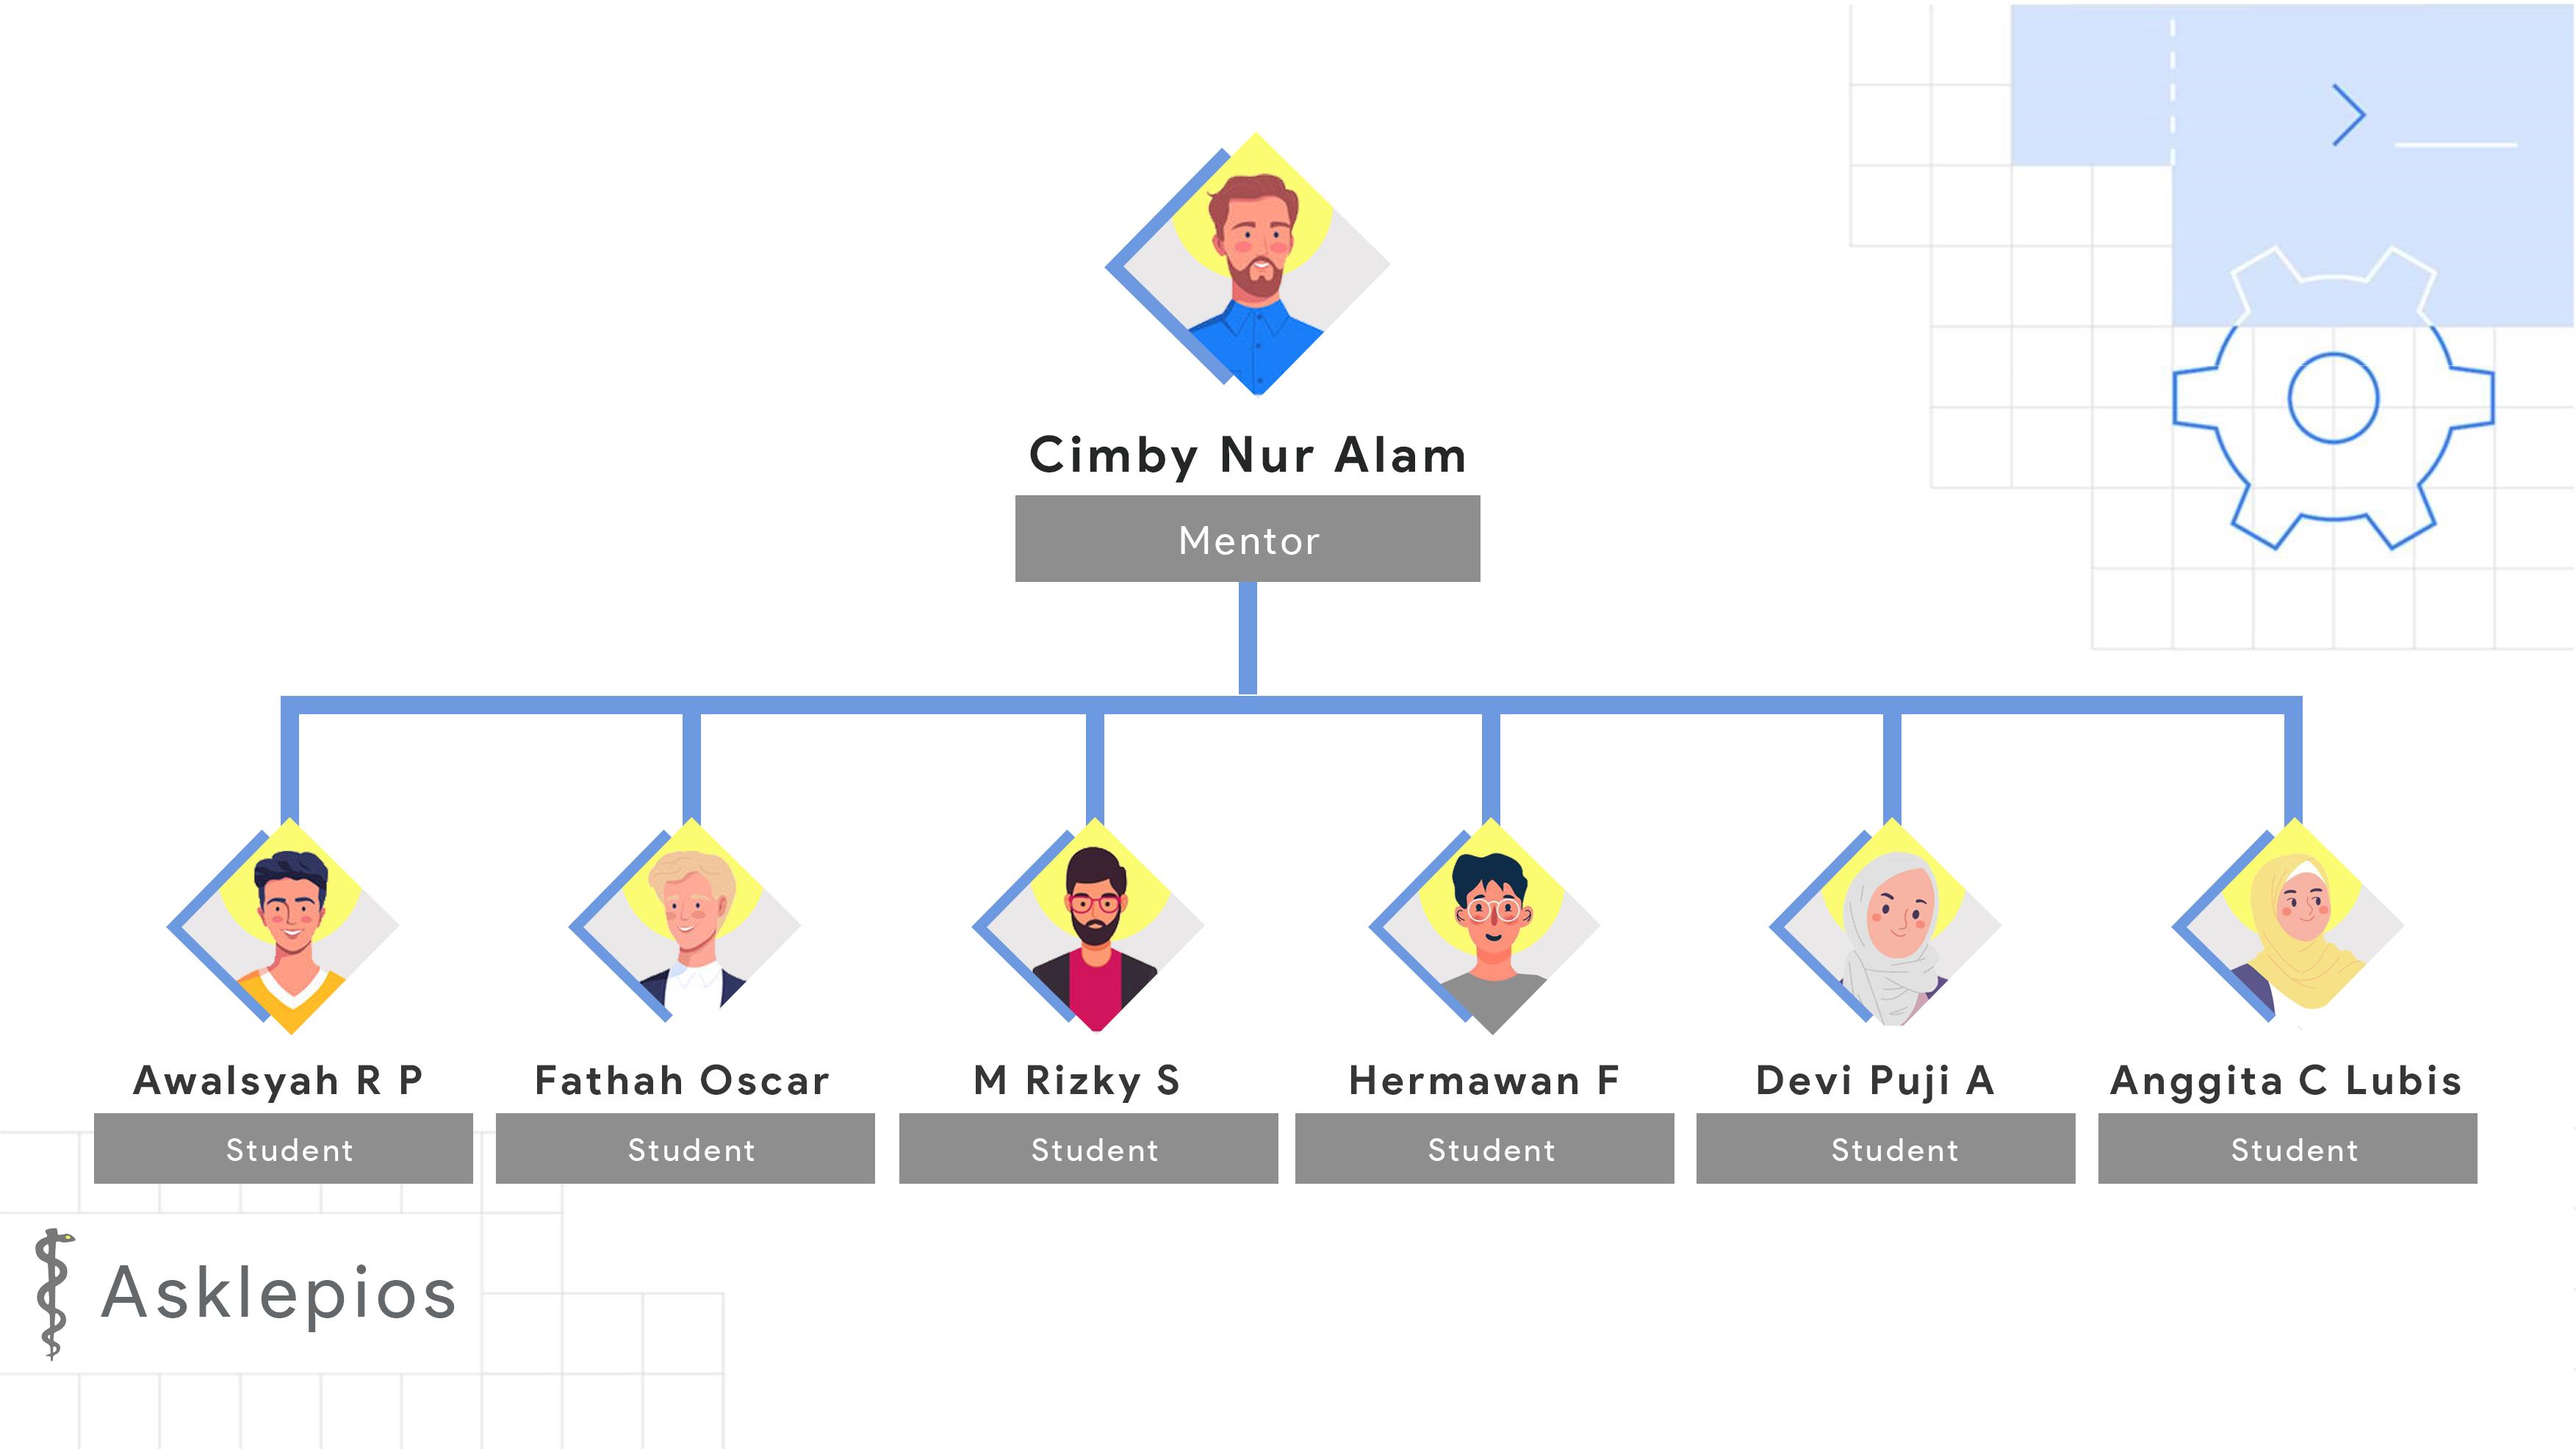 Cimby Nur Alam
Mentor
Awalsyah R P
Fathah Oscar
M Rizky S
Hermawan F
Devi Puji A
Anggita C Lubis
Student
Student
Student
Student
Student
Student
Asklepios